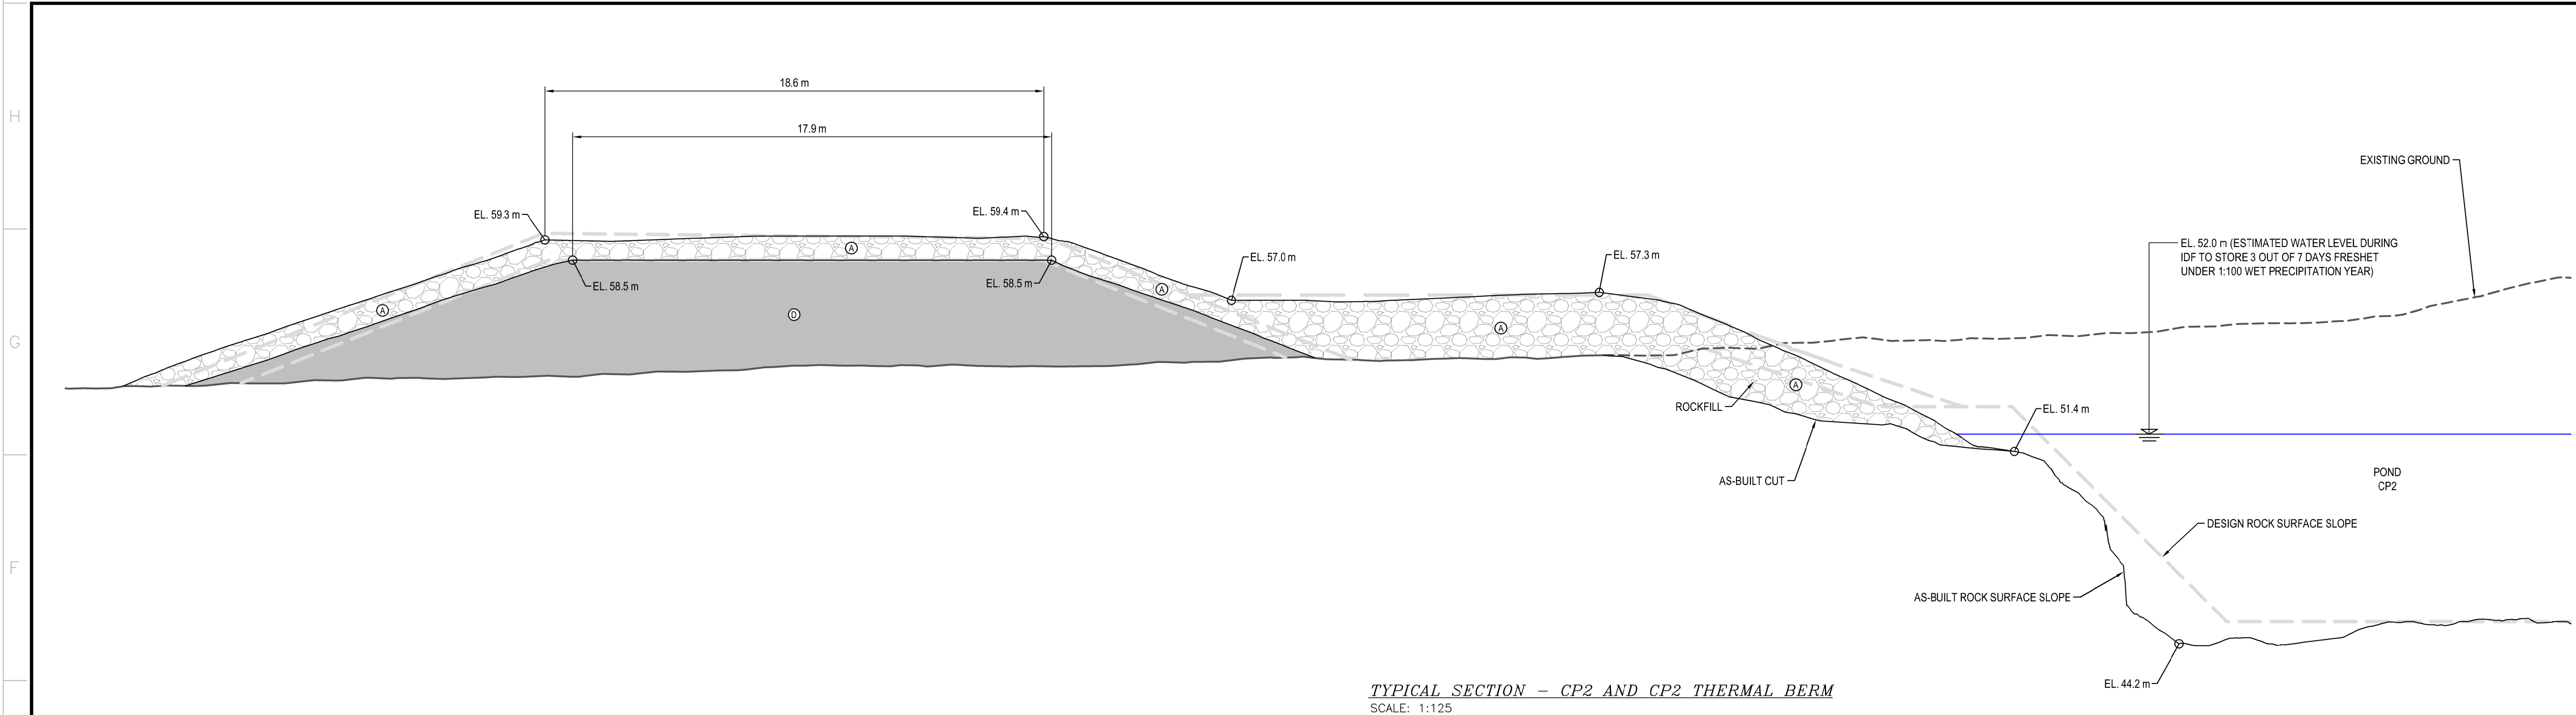 H
G
F
18.6 m
17.9 m
EL. 59.3 m
EL. 59.4 m
EL. 58.5 m
EL. 58.5 m
A
A
A
D
EL. 57.0 m
EL. 57.3 m
A
A
ROCKFILL
AS-BUILT CUT
EXISTING GROUND
EL. 52.0 m (ESTIMATED WATER LEVEL DURING
IDF TO STORE 3 OUT OF 7 DAYS FRESHET
UNDER 1:100 WET PRECIPITATION YEAR)
EL. 51.4 m
POND
CP2
DESIGN ROCK SURFACE SLOPE
AS-BUILT ROCK SURFACE SLOPE
EL. 44.2 m
TYPICAL SECTION - CP2 AND CP2 THERMAL BERM
SCALE: 1:125